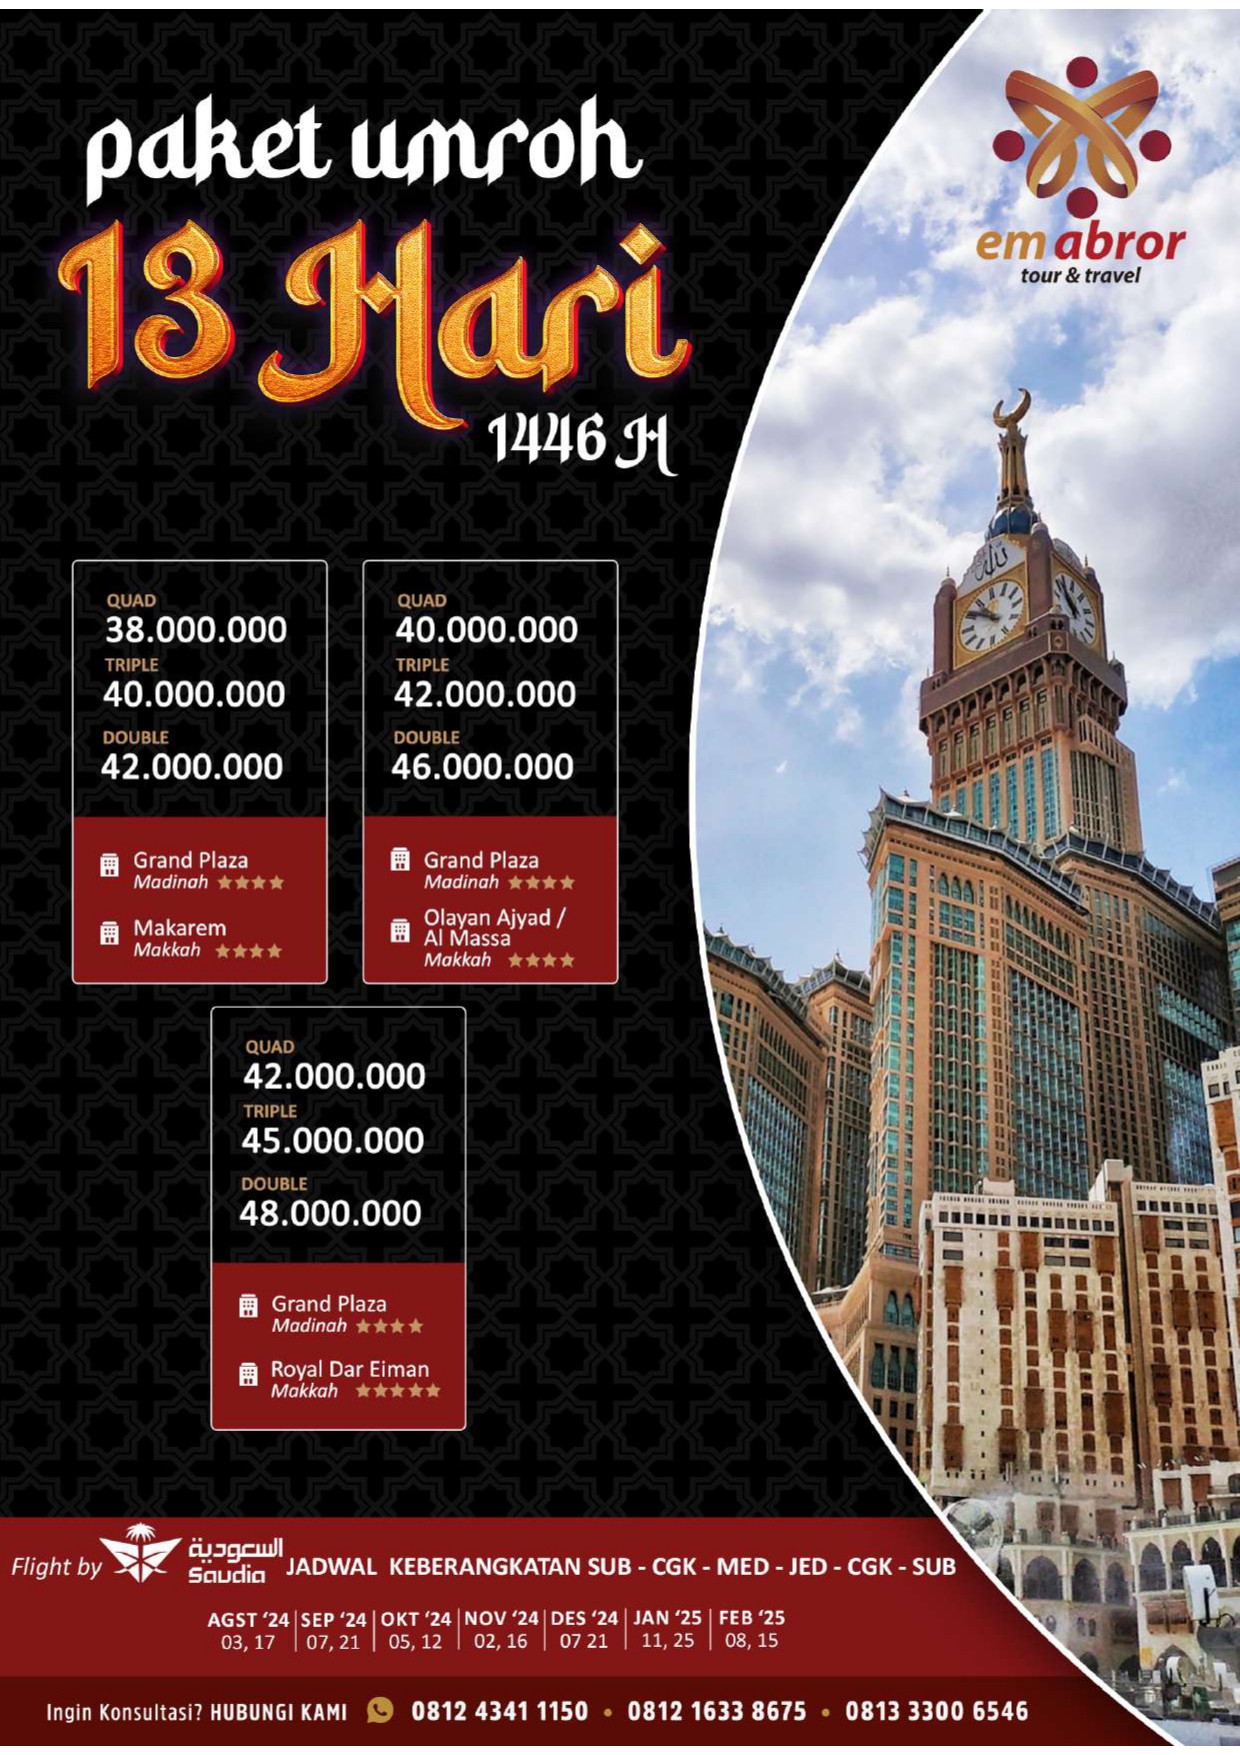 paket umroh
13 Hari
1446 H
em abror
tour & travel
QUAD
38.000.000
TRIPLE
40.000.000
DOUBLE
42.000.000
Grand Plaza
Madinah
Makarem
Makkah
QUAD
40.000.000
TRIPLE
42.000.000
DOUBLE
46.000.000
Grand Plaza
Madinah
Olayan Ajyad /
Al Massa
Makkah
QUAD
42.000.000
TRIPLE
45.000.000
DOUBLE
48.000.000
Grand Plaza
Madinah
Royal Dar Eiman
Makkah
Flight by
السعودية
Saudia
JADWAL KEBERANGKATAN SUB - CGK - MED - JED - CGK - SUB
AGST ‘24 | SEP ‘24 | OKT ‘24 | NOV ‘24 | DES ‘24 | JAN ‘25 | FEB ‘25
03, 17 | 07, 21 | 05, 12 | 02, 16 | 07 21 | 11, 25 | 08, 15
Ingin Konsultasi? HUBUNGI KAMI 0812 4341 1150 • 0812 1633 8675 • 0813 3300 6546